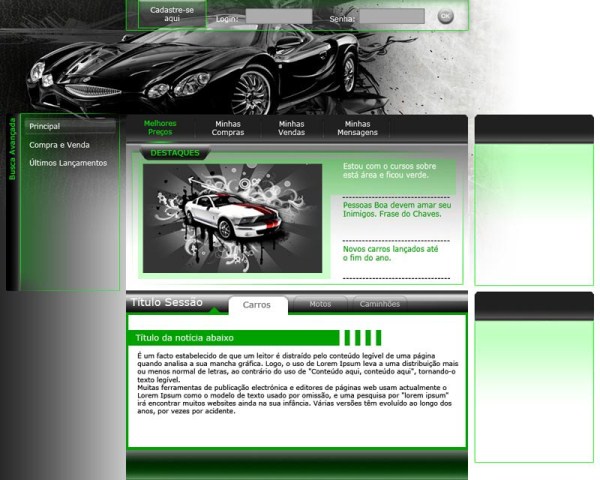 Cadastre-se
aqui
Login:
Senha:
OK
Busca Avançada
Principal
Compra e Venda
Últimos Lançamentos
Melhores
Preços
Minhas
Compras
Minhas
Vendas
Minhas
Mensagens
DESTAQUES
Estou com o cursos sobre
está área e ficou verde.
Pessoas Boa devem amar seu
Inimigos. Frase do Chaves.
Novos carros lançados até
o fim do ano.
Título Sessão
Carros
Motos
Caminhões
Título da notícia abaixo
É um facto estabelecido de que um leitor é distraído pelo conteúdo legível de uma página
quando analisa a sua mancha gráfica. Logo, o uso de Lorem Ipsum leva a uma distribuição mais
ou menos normal de letras, ao contrário do uso de "Conteúdo aqui, conteúdo aqui", tornando-o
texto legível.
Muitas ferramentas de publicação electrónica e editores de páginas web usam actualmente o
Lorem Ipsum como o modelo de texto usado por omissão, e uma pesquisa por "lorem ipsum"
irá encontrar muitos websites ainda na sua infância. Várias versões têm evoluído ao longo dos
anos, por vezes por acidente.